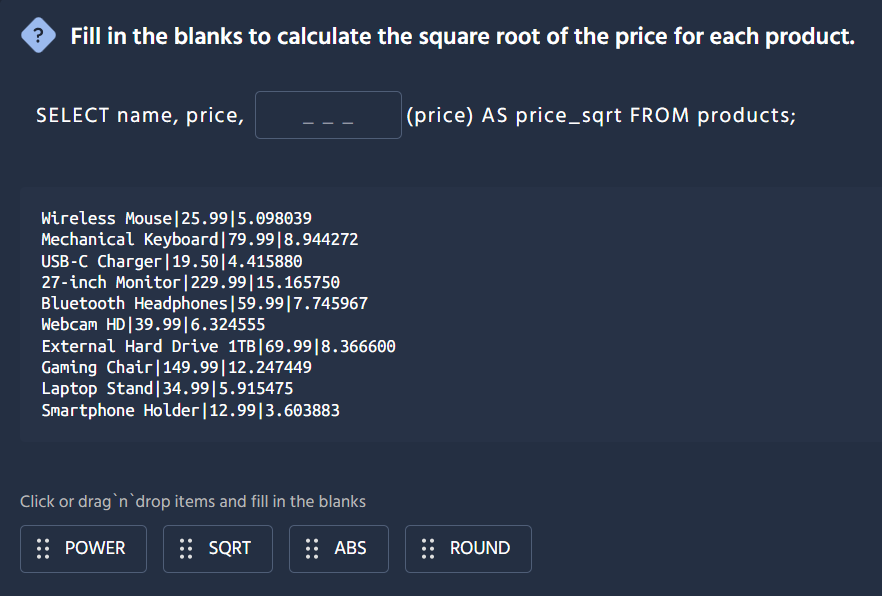 ?
Fill in the blanks to calculate the square root of the price for each product.
SELECT name, price, _ _ _ (price) AS price_sqrt FROM products;
Wireless Mouse|25.99|5.098039
Mechanical Keyboard|79.99|8.944272
USB-C Charger|19.50|4.415880
27-inch Monitor|229.99|15.165750
Bluetooth Headphones|59.99|7.745967
Webcam HD|39.99|6.324555
External Hard Drive 1TB|69.99|8.366600
Gaming Chair|149.99|12.247449
Laptop Stand|34.99|5.915475
Smartphone Holder|12.99|3.603883
Click or drag`n`drop items and fill in the blanks
POWER SQRT ABS ROUND